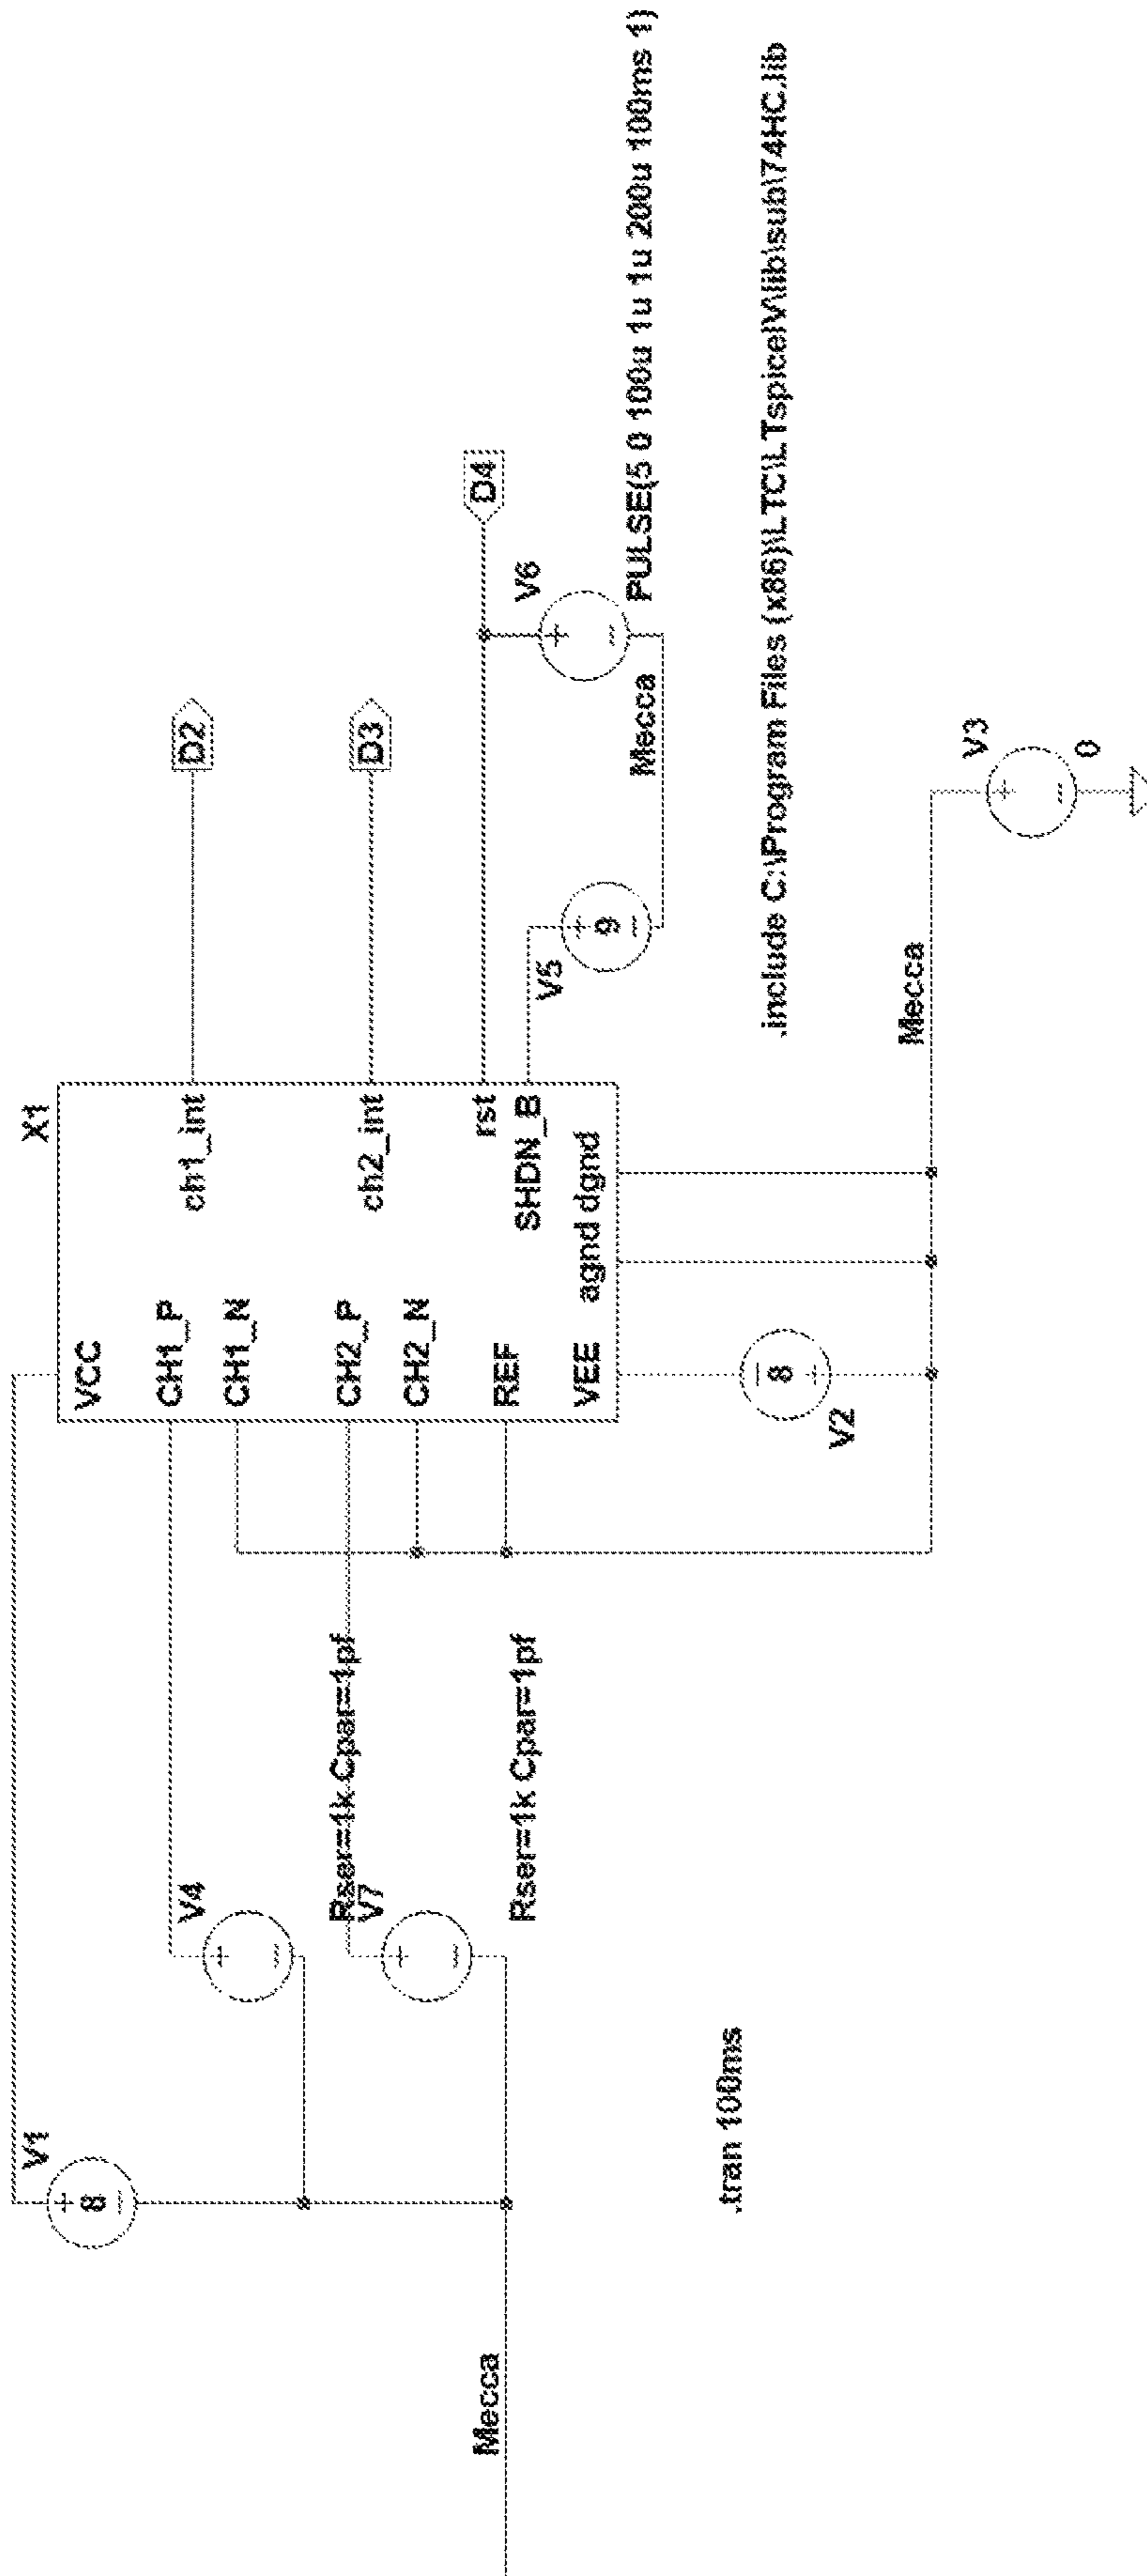 V1
8
Mecca
V4
Rser=1k Cpar=1pf
V7
Rser=1k Cpar=1pf
.tran 100ms
X1
VCC
CH1_P
CH1_N
CH2_P
CH2_N
REF
VEE
ch1_int
ch2_int
rst
SHDN_B
agnd dgnd
8
V2
D2
D3
D4
V5
9
Mecca
V6
PULSE(5 0 100u 1u 1u 200u 100ms 1)
.include C:\Program Files (x86)\LTC\LTspiceIV\lib\sub\74HC.lib
Mecca
V3
0